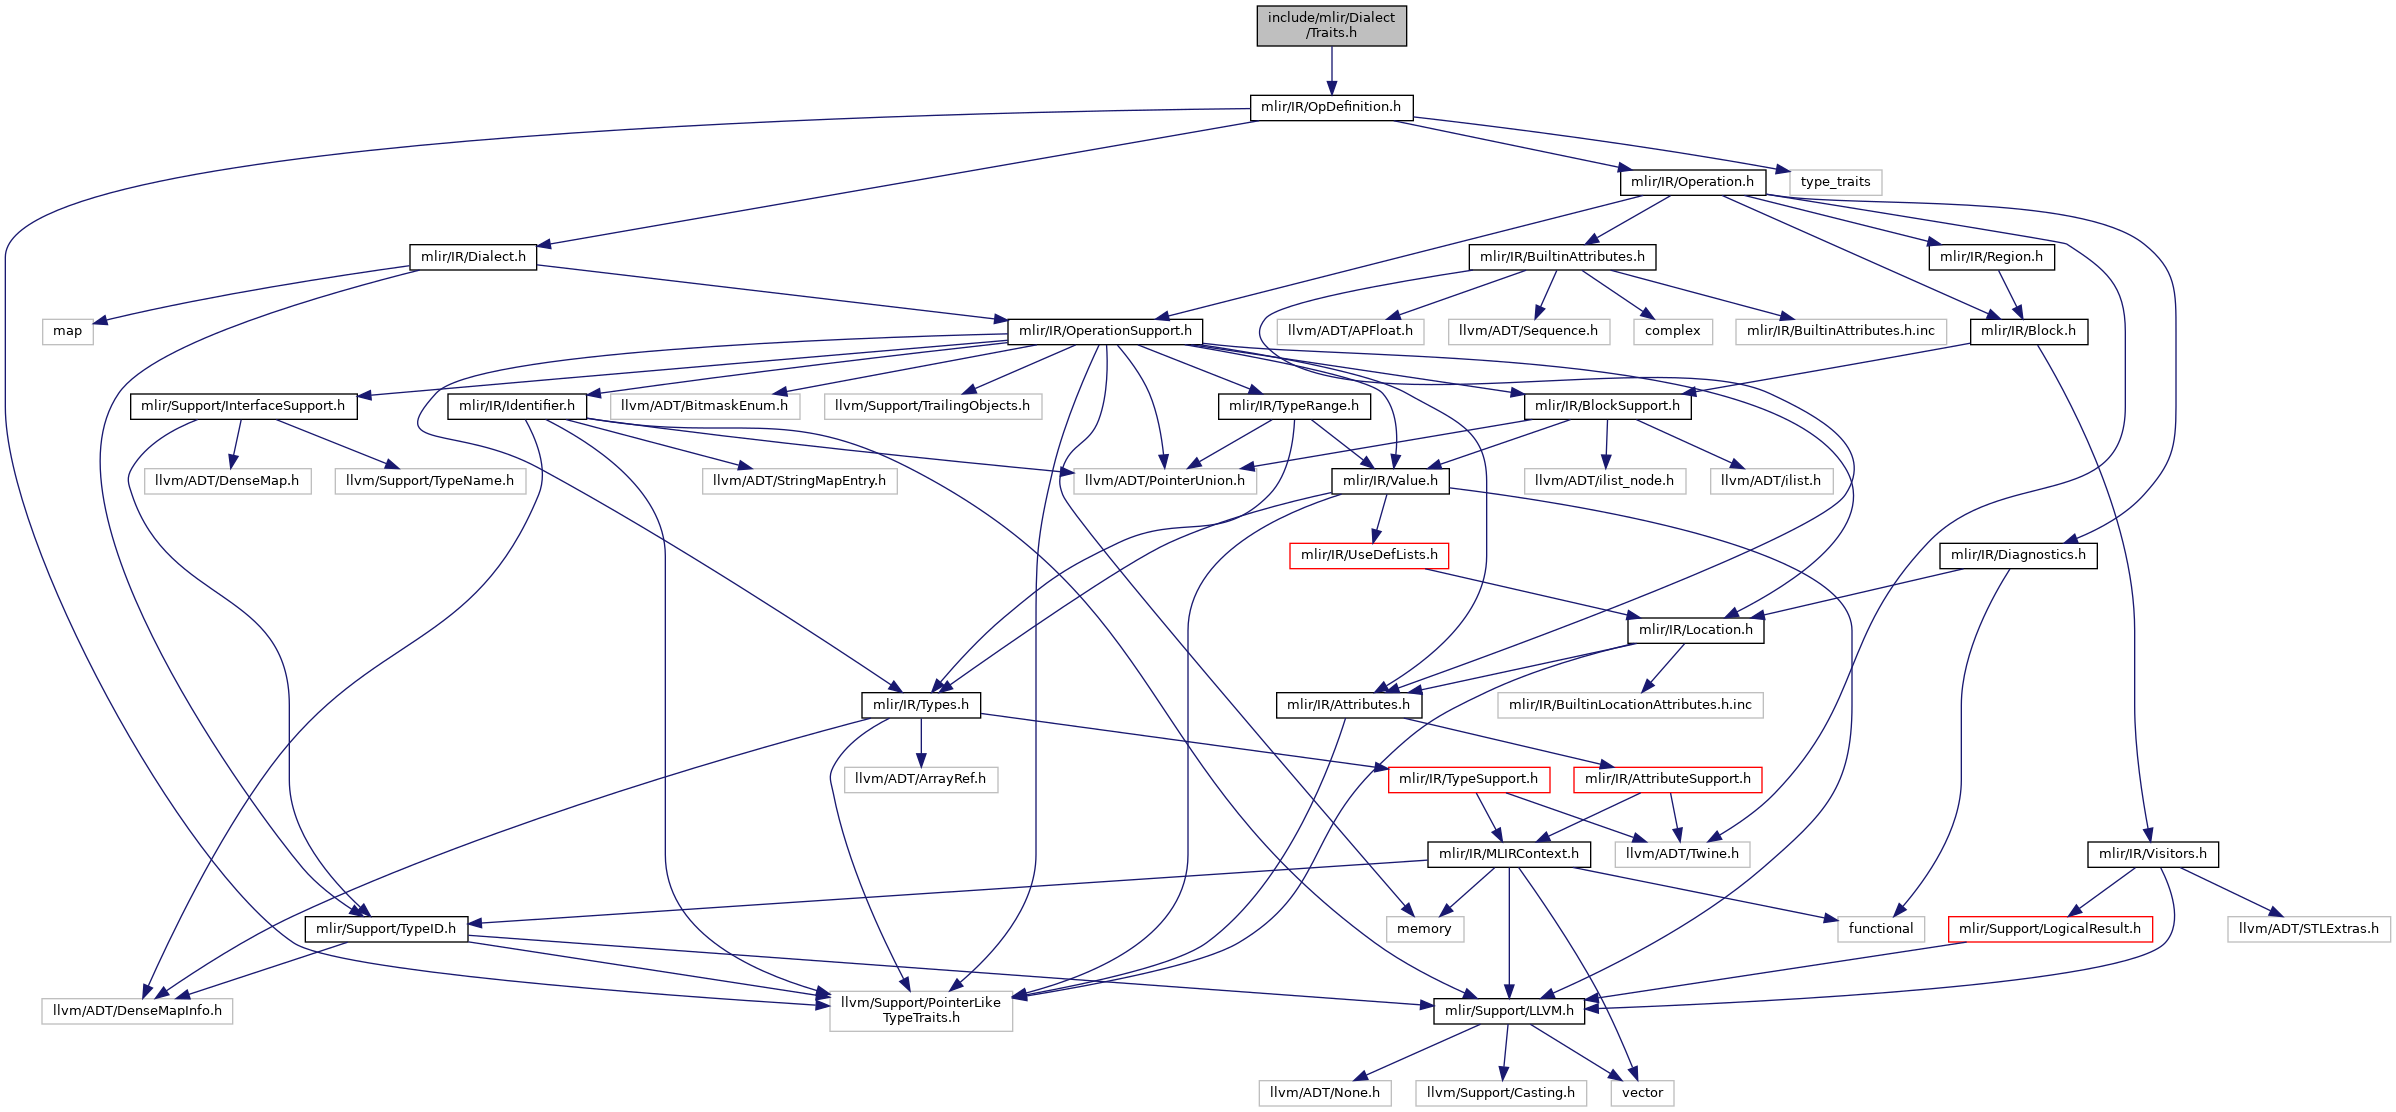 include/mlir/Dialect
/Traits.h
mlir/IR/OpDefinition.h
mlir/IR/Operation.h
type_traits
mlir/IR/Dialect.h
mlir/IR/BuiltinAttributes.h
mlir/IR/Region.h
map
mlir/IR/OperationSupport.h
llvm/ADT/APFloat.h
llvm/ADT/Sequence.h
complex
mlir/IR/BuiltinAttributes.h.inc
mlir/IR/Block.h
mlir/Support/InterfaceSupport.h
mlir/IR/Identifier.h
llvm/ADT/BitmaskEnum.h
llvm/Support/TrailingObjects.h
mlir/IR/TypeRange.h
mlir/IR/BlockSupport.h
llvm/ADT/DenseMap.h
llvm/Support/TypeName.h
llvm/ADT/StringMapEntry.h
llvm/ADT/PointerUnion.h
mlir/IR/Value.h
llvm/ADT/ilist_node.h
llvm/ADT/ilist.h
mlir/IR/UseDefLists.h
mlir/IR/Diagnostics.h
mlir/IR/Location.h
mlir/IR/Types.h
mlir/IR/Attributes.h
mlir/IR/BuiltinLocationAttributes.h.inc
llvm/ADT/ArrayRef.h
mlir/IR/TypeSupport.h
mlir/IR/AttributeSupport.h
mlir/IR/MLIRContext.h
llvm/ADT/Twine.h
mlir/IR/Visitors.h
mlir/Support/TypeID.h
memory
functional
mlir/Support/LogicalResult.h
llvm/ADT/STLExtras.h
llvm/ADT/DenseMapInfo.h
llvm/Support/PointerLike
TypeTraits.h
mlir/Support/LLVM.h
llvm/ADT/None.h
llvm/Support/Casting.h
vector